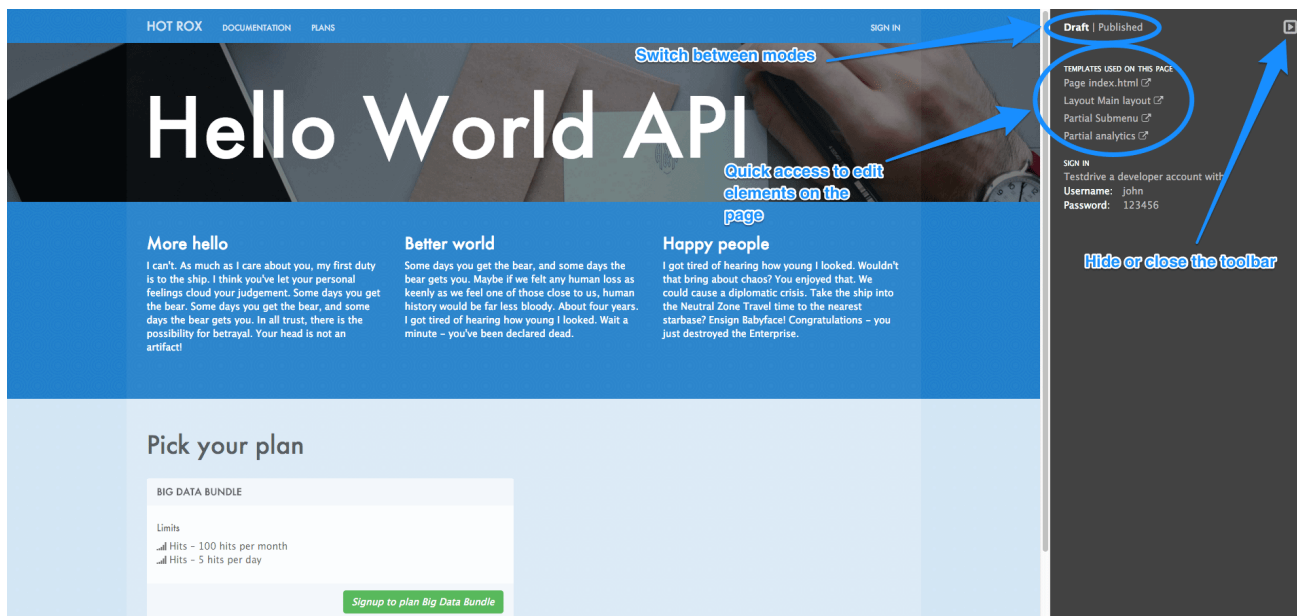 HOT ROX DOCUMENTATION PLANS SIGN IN
Hello World API
More hello
I can't. As much as I care about you, my first duty
is to the ship. I think you've let your personal
feelings cloud your judgement. Some days you get
the bear. Some days you get the bear, and some
days the bear gets you. In all trust, there is the
possibility for betrayal. Your head is not an
artifact!
Better world
Some days you get the bear, and some days the
bear gets you. Maybe if we felt any human loss as
keenly as we feel one of those close to us, human
history would be far less bloody. About four years.
I got tired of hearing how young I looked. Wait a
minute – you've been declared dead.
Happy people
I got tired of hearing how young I looked. Wouldn't
that bring about chaos? You enjoyed that. We
could cause a diplomatic crisis. Take the ship into
the Neutral Zone Travel time to the nearest
starbase? Ensign Babyface! Congratulations – you
just destroyed the Enterprise.
Pick your plan
BIG DATA BUNDLE
Limits
Hits – 100 hits per month
Hits – 5 hits per day
Signup to plan Big Data Bundle
Switch between modes
Quick access to edit
elements on the
page
Hide or close the toolbar
Draft | Published
TEMPLATES USED ON THIS PAGE
Page index.html
Layout Main layout
Partial Submenu
Partial analytics
SIGN IN
Testdrive a developer account with
Username: john
Password: 123456